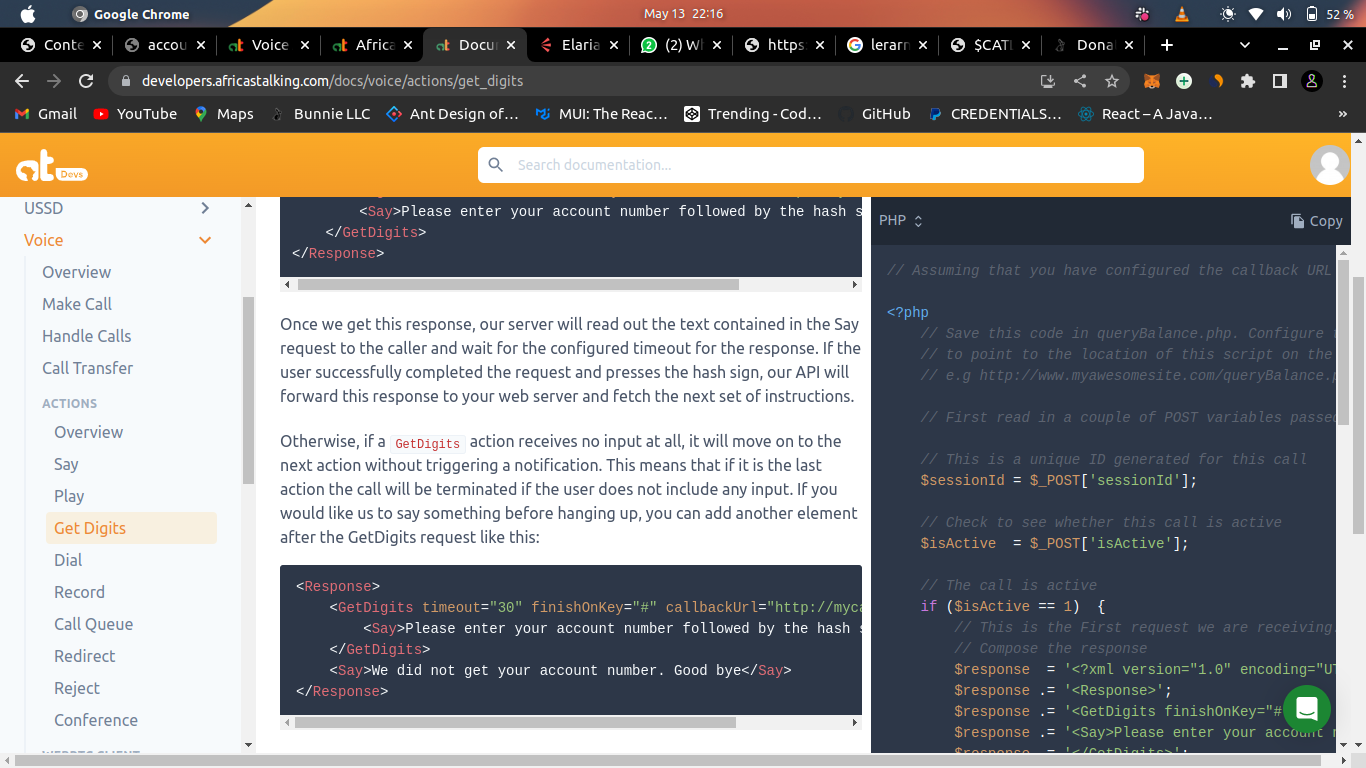 Google Chrome
May 13 22:16
52 %
Conte
accou
Voice
Africa
Docu
Elaria
(2) W
https
lerarn
$CATL
Dona
developers.africastalking.com/docs/voice/actions/get_digits
Gmail
YouTube
Maps
Bunnie LLC
Ant Design of...
MUI: The Reac...
Trending - Cod...
GitHub
CREDENTIALS...
React – A Java...
»
at Devs
Search documentation...
USSD
Voice
Overview
Make Call
Handle Calls
Call Transfer
ACTIONS
Overview
Say
Play
Get Digits
Dial
Record
Call Queue
Redirect
Reject
Conference
<Say>Please enter your account number followed by the hash s
</GetDigits>
</Response>
Once we get this response, our server will read out the text contained in the Say
request to the caller and wait for the configured timeout for the response. If the
user successfully completed the request and presses the hash sign, our API will
forward this response to your web server and fetch the next set of instructions.
Otherwise, if a GetDigits action receives no input at all, it will move on to the
next action without triggering a notification. This means that if it is the last
action the call will be terminated if the user does not include any input. If you
would like us to say something before hanging up, you can add another element
after the GetDigits request like this:
<Response>
<GetDigits timeout="30" finishOnKey="#" callbackUrl="http://myca
<Say>Please enter your account number followed by the hash s
</GetDigits>
<Say>We did not get your account number. Good bye</Say>
</Response>
PHP
Copy
// Assuming that you have configured the callback URL
<?php
// Save this code in queryBalance.php. Configure
// to point to the location of this script on the
// e.g http://www.myawesomesite.com/queryBalance.p
// First read in a couple of POST variables passed
// This is a unique ID generated for this call
$sessionId = $_POST['sessionId'];
// Check to see whether this call is active
$isActive = $_POST['isActive'];
// The call is active
if ($isActive == 1) {
// This is the First request we are receiving.
// Compose the response
$response = '<?xml version="1.0" encoding="UT
$response .= '<Response>';
$response .= '<GetDigits finishOnKey="#
$response .= '<Say>Please enter your account n
$response .= '</GetDigits>';